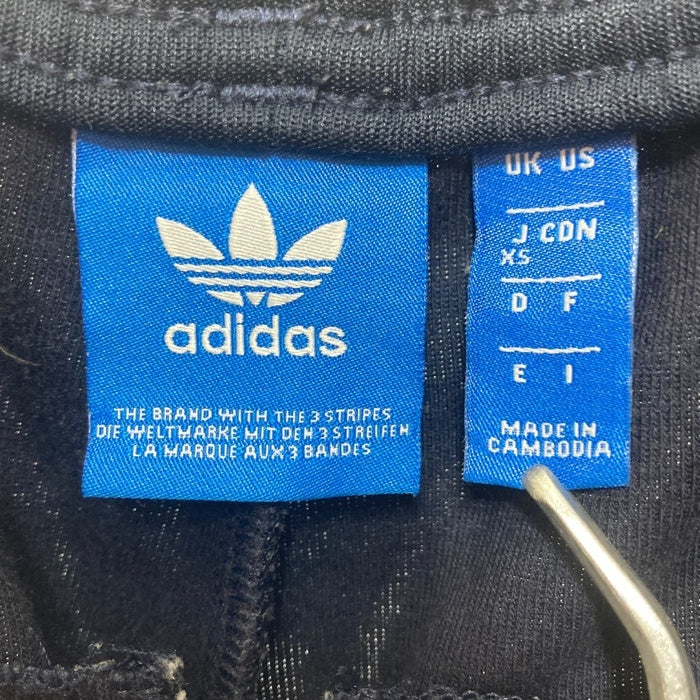 adidas
THE BRAND WITH THE 3 STRIPES
DIE WELTMARKE MIT DEN 3 STREIFEN
LA MARQUE AUX 3 BANDES
UK US
J CDN
XS
D F
E I
MADE IN
CAMBODIA